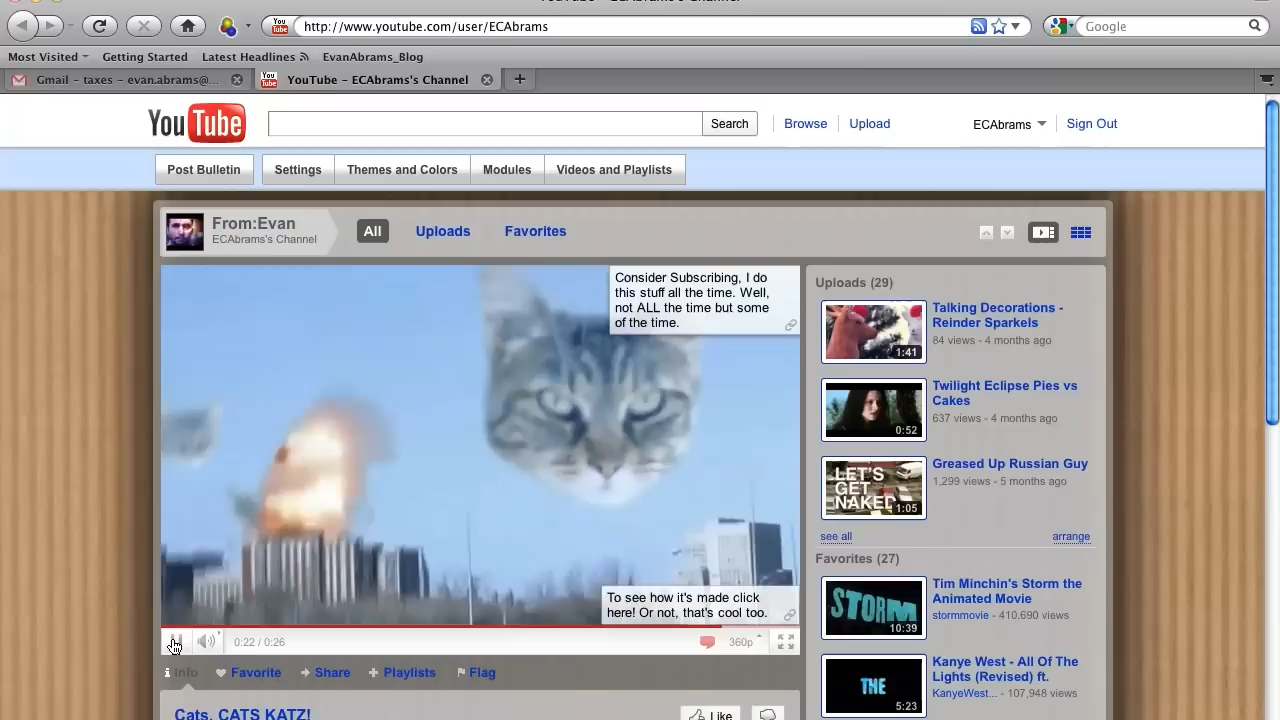 http://www.youtube.com/user/ECAbrams
Google
Most Visited
Getting Started
Latest Headlines
EvanAbrams_Blog
Gmail - taxes - evan.abrams@...
YouTube - ECAbrams's Channel
YouTube
Search
Browse
Upload
ECAbrams
Sign Out
Post Bulletin
Settings
Themes and Colors
Modules
Videos and Playlists
From:Evan
ECAbrams's Channel
All
Uploads
Favorites
Consider Subscribing, I do
this stuff all the time. Well,
not ALL the time but some
of the time.
To see how it's made click
here! Or not, that's cool too.
0:22 / 0:26
360p
Info
Favorite
Share
Playlists
Flag
Cats, CATS KATZ!
Like
Uploads (29)
Talking Decorations -
Reinder Sparkels
84 views - 4 months ago
1:41
Twilight Eclipse Pies vs
Cakes
637 views - 4 months ago
0:52
Greased Up Russian Guy
1,299 views - 5 months ago
LET'S
GET
NAKED
1:05
see all
arrange
Favorites (27)
Tim Minchin's Storm the
Animated Movie
stormmovie - 410,690 views
STORM
10:39
Kanye West - All Of The
Lights (Revised) ft.
KanyeWest... - 107,948 views
THE
5:23